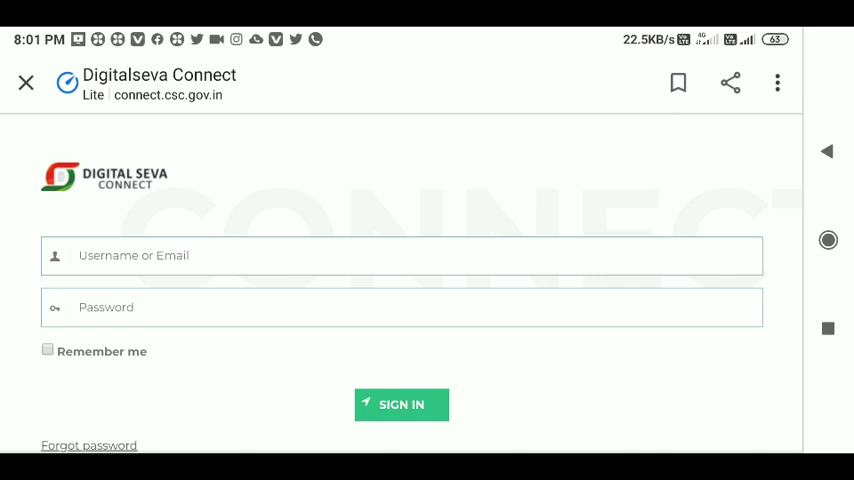 8:01 PM 22.5KB/s 4G 63
Digitalseva Connect
Lite connect.csc.gov.in
CONNECT
DIGITAL SEVA
CONNECT
Username or Email
Password
Remember me
SIGN IN
Forgot password